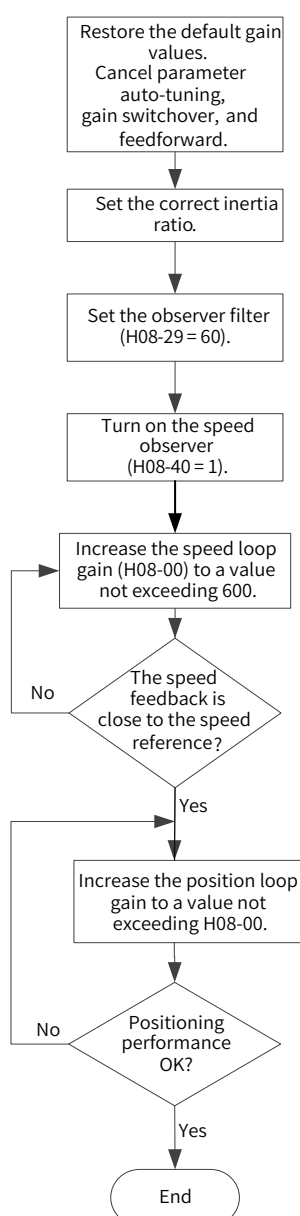 Restore the default gain
values.
Cancel parameter
auto-tuning,
gain switchover, and
feedforward.
Set the correct inertia
ratio.
Set the observer filter
(H08-29 = 60).
Turn on the speed
observer
(H08-40 = 1).
Increase the speed loop
gain (H08-00) to a value
not exceeding 600.
No
The speed
feedback is
close to the speed
reference?
Yes
Increase the position loop
gain to a value not
exceeding H08-00.
No
Positioning
performance
OK?
Yes
End